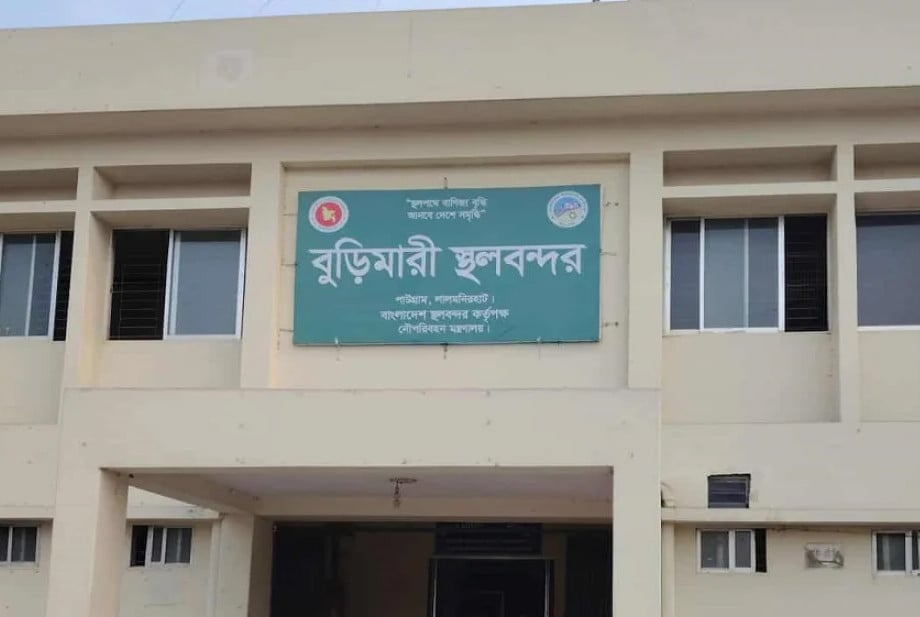 "স্থলপথে বাণিজ্য বৃদ্ধি
আনবে দেশে সমৃদ্ধি"
বুড়িমারী স্থলবন্দর
পাটগ্রাম, লালমনিরহাট।
বাংলাদেশ স্থলবন্দর কর্তৃপক্ষ
নৌপরিবহন মন্ত্রণালয়।